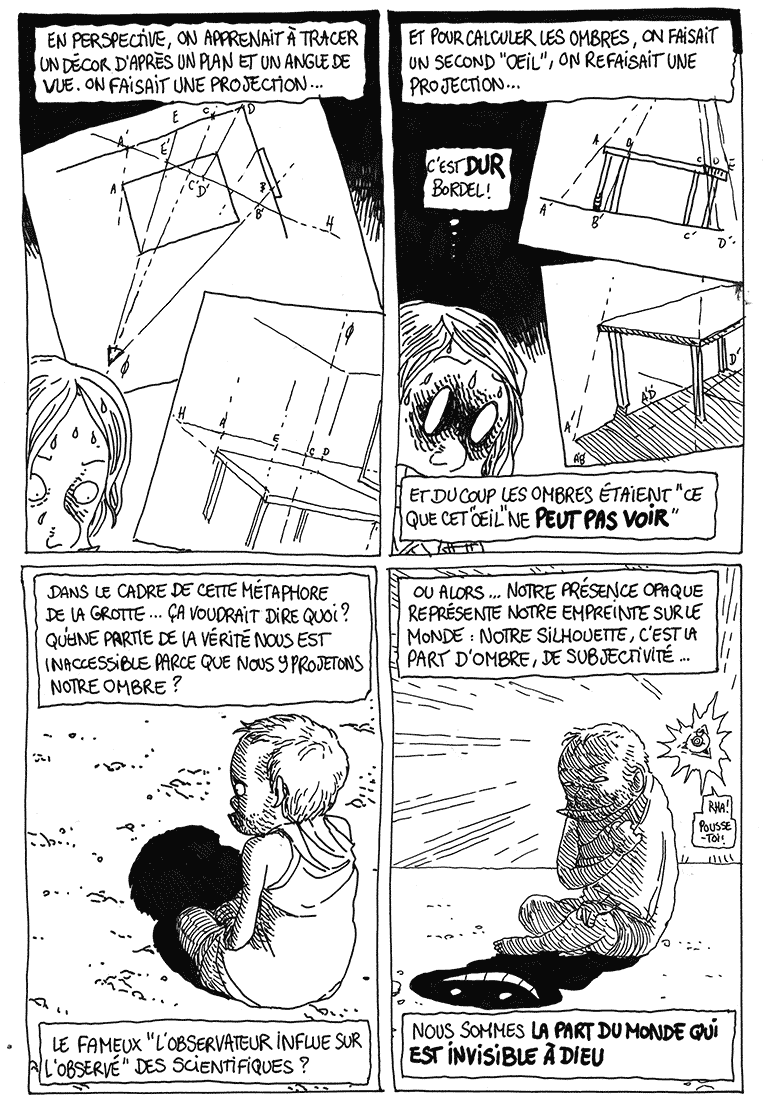 EN PERSPECTIVE, ON APPRENAIT À TRACER
UN DÉCOR D'APRÈS UN PLAN ET UN ANGLE DE
VUE. ON FAISAIT UNE PROJECTION...
A
E
C
D
E'
A
C'D'
B
B'
H
φ
φ
H
A
E
C
D
ET POUR CALCULER LES OMBRES, ON FAISAIT
UN SECOND "OEIL", ON REFAISAIT UNE
PROJECTION...
C'EST DUR
BORDEL!
A
B
C
D
E
A'
B'
C'
D'
D'
A'D'
A'
AB
ET DU COUP LES OMBRES ÉTAIENT "CE
QUE CET "OEIL" NE PEUT PAS VOIR"
DANS LE CADRE DE CETTE MÉTAPHORE
DE LA GROTTE... ÇA VOUDRAIT DIRE QUOI?
QU'UNE PARTIE DE LA VÉRITÉ NOUS EST
INACCESSIBLE PARCE QUE NOUS Y PROJETONS
NOTRE OMBRE?
LE FAMEUX "L'OBSERVATEUR INFLUE SUR
L'OBSERVÉ" DES SCIENTIFIQUES?
OU ALORS... NOTRE PRÉSENCE OPAQUE
REPRÉSENTE NOTRE EMPREINTE SUR LE
MONDE : NOTRE SILHOUETTE, C'EST LA
PART D'OMBRE, DE SUBJECTIVITÉ...
RHA!
POUSSE
-TOI!
NOUS SOMMES LA PART DU MONDE QUI
EST INVISIBLE À DIEU